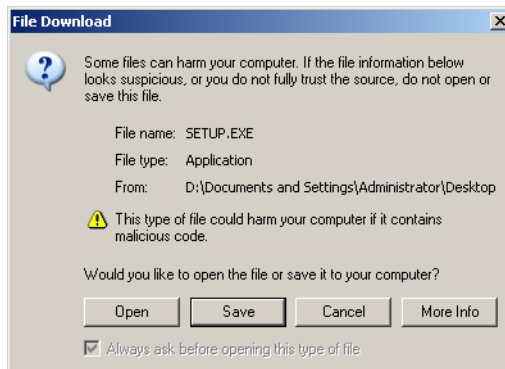 File Download
Some files can harm your computer. If the file information below
looks suspicious, or you do not fully trust the source, do not open or
save this file.
File name: SETUP.EXE
File type: Application
From: D:\Documents and Settings\Administrator\Desktop
This type of file could harm your computer if it contains
malicious code.
Would you like to open the file or save it to your computer?
Open Save Cancel More Info
Always ask before opening this type of file